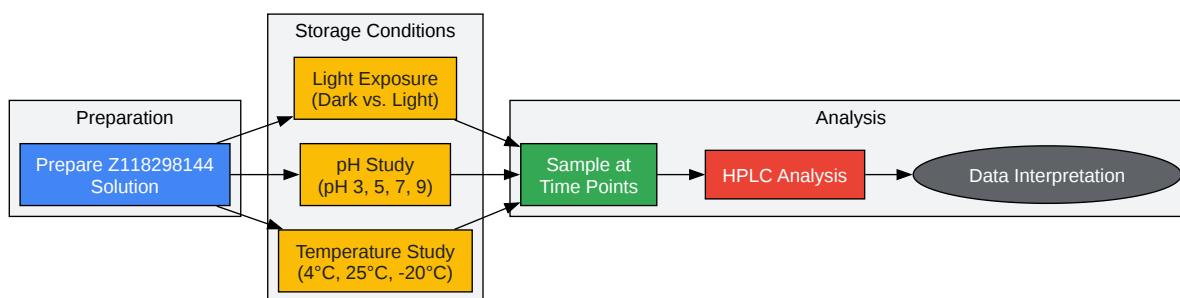 Preparation
Prepare Z118298144
Solution
Storage Conditions
Light Exposure
(Dark vs. Light)
pH Study
(pH 3, 5, 7, 9)
Temperature Study
(4°C, 25°C, -20°C)
Analysis
Sample at
Time Points
HPLC Analysis
Data Interpretation